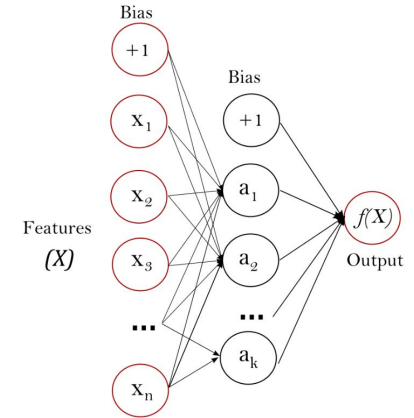 Bias
+1
x1
x2
x3
...
xn
Features
(X)
Bias
+1
a1
a2
...
ak
f(X)
Output